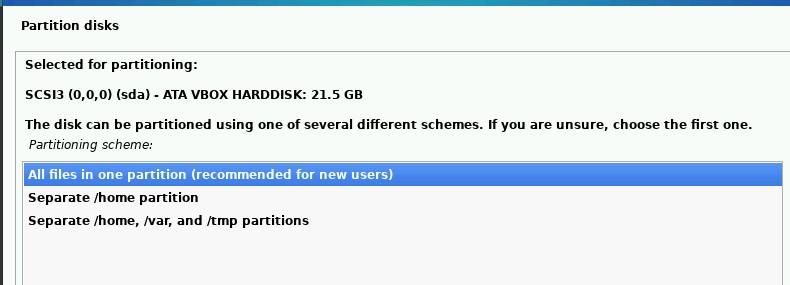 Partition disks
Selected for partitioning:
SCSI3 (0,0,0) (sda) - ATA VBOX HARDDISK: 21.5 GB
The disk can be partitioned using one of several different schemes. If you are unsure, choose the first one.
Partitioning scheme:
All files in one partition (recommended for new users)
Separate /home partition
Separate /home, /var, and /tmp partitions